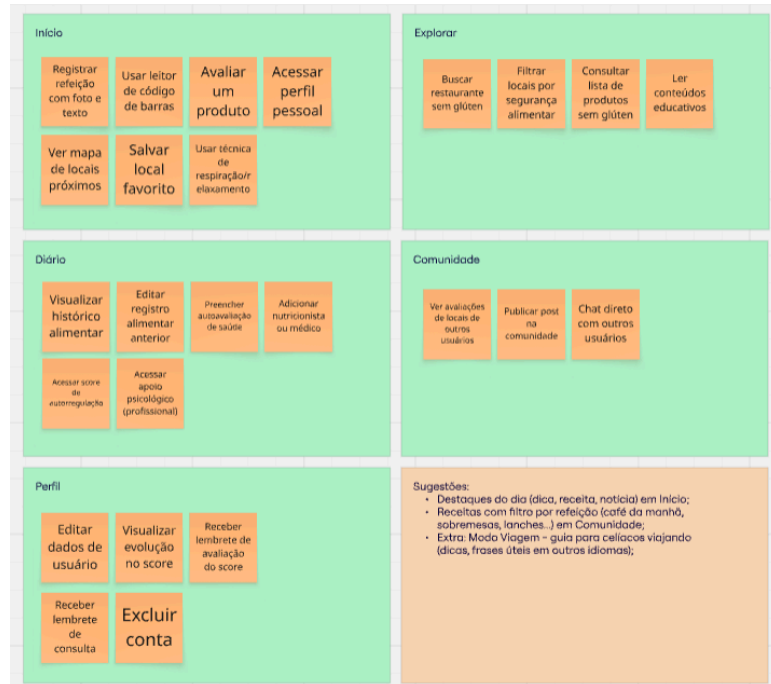 Início
Registrar
refeição
com foto e
texto
Usar leitor
de código
de barras
Avaliar
um
produto
Acessar
perfil
pessoal
Ver mapa
de locais
próximos
Salvar
local
favorito
Usar técnica
de
respiração/r
elaxamento
Explorar
Buscar
restaurante
sem glúten
Filtrar
locais por
segurança
alimentar
Consultar
lista de
produtos
sem glúten
Ler
conteúdos
educativos
Diário
Visualizar
histórico
alimentar
Editar
registro
alimentar
anterior
Preencher
autoavaliação
de saúde
Adicionar
nutricionista
ou médico
Acessar score
de
autorregulação
Acessar
apoio
psicológico
(profissional)
Comunidade
Ver avaliações
de locais de
outros
usuários
Publicar post
na
comunidade
Chat direto
com outros
usuários
Perfil
Editar
dados de
usuário
Visualizar
evolução
no score
Receber
lembrete de
avaliação
do score
Receber
lembrete
de
consulta
Excluir
conta
Sugestões:
• Destaques do dia (dica, receita, notícia) em Início;
• Receitas com filtro por refeição (café da manhã,
sobremesas, lanches...) em Comunidade;
• Extra: Modo Viagem - guia para celíacos viajando
(dicas, frases úteis em outros idiomas);